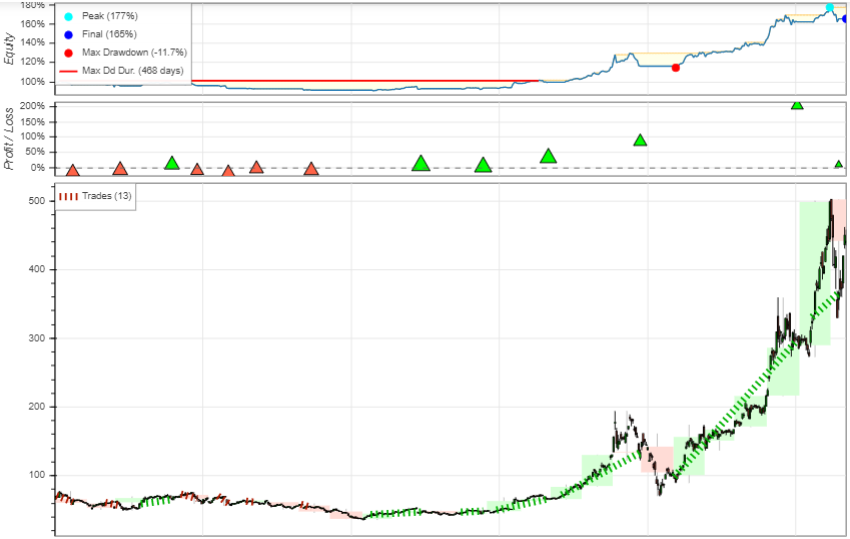 180%
Peak (177%)
Final (165%)
Max Drawdown (-11.7%)
Max Dd Dur. (468 days)
160%
140%
120%
100%
Equity
200%
150%
100%
50%
0%
Profit / Loss
Trades (13)
500
400
300
200
100